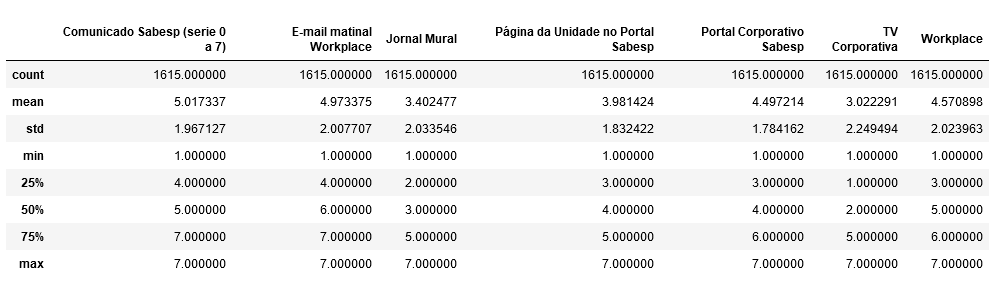 Comunicado Sabesp (serie 0 a 7) E-mail matinal Workplace Jornal Mural Página da Unidade no Portal Sabesp Portal Corporativo Sabesp TV Corporativa Workplace
count 1615.000000 1615.000000 1615.000000 1615.000000 1615.000000 1615.000000 1615.000000
mean 5.017337 4.973375 3.402477 3.981424 4.497214 3.022291 4.570898
std 1.967127 2.007707 2.033546 1.832422 1.784162 2.249494 2.023963
min 1.000000 1.000000 1.000000 1.000000 1.000000 1.000000 1.000000
25% 4.000000 4.000000 2.000000 3.000000 3.000000 1.000000 3.000000
50% 5.000000 6.000000 3.000000 4.000000 4.000000 2.000000 5.000000
75% 7.000000 7.000000 5.000000 5.000000 6.000000 5.000000 6.000000
max 7.000000 7.000000 7.000000 7.000000 7.000000 7.000000 7.000000